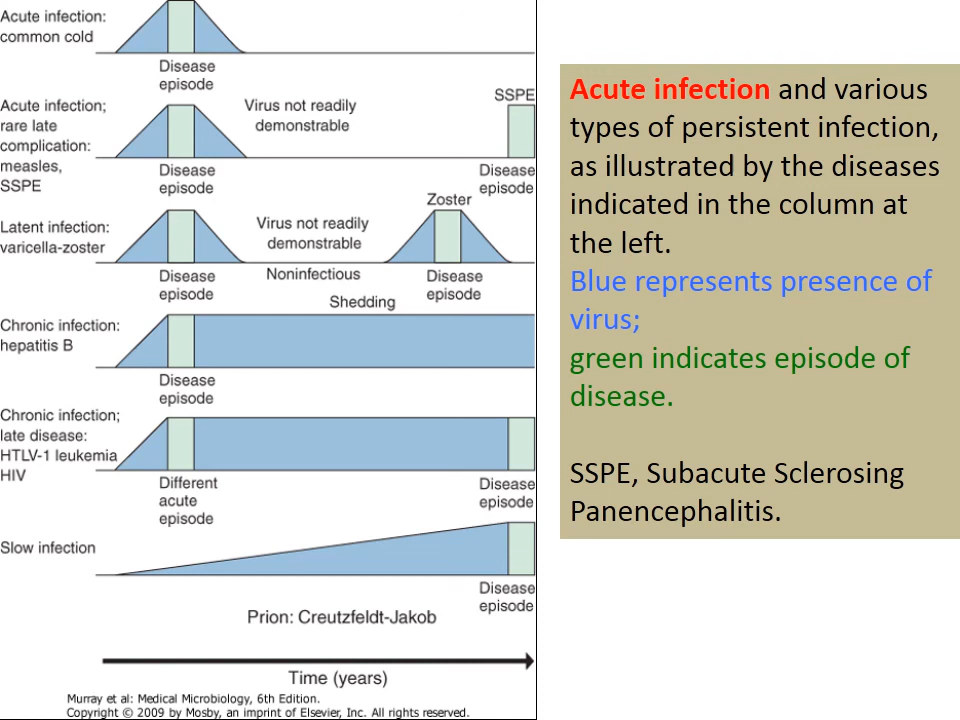 Acute infection:
common cold
Disease
episode
Acute infection;
rare late
complication:
measles,
SSPE
Virus not readily
demonstrable
SSPE
Disease
episode
Disease
episode
Latent infection:
varicella-zoster
Virus not readily
demonstrable
Zoster
Disease
episode
Noninfectious
Disease
episode
Shedding
Chronic infection:
hepatitis B
Disease
episode
Chronic infection;
late disease:
HTLV-1 leukemia
HIV
Different
acute
episode
Disease
episode
Slow infection
Disease
episode
Prion: Creutzfeldt-Jakob
Time (years)
Murray et al: Medical Microbiology, 6th Edition.
Copyright © 2009 by Mosby, an imprint of Elsevier, Inc. All rights reserved.
Acute infection and various
types of persistent infection,
as illustrated by the diseases
indicated in the column at
the left.
Blue represents presence of
virus;
green indicates episode of
disease.
SSPE, Subacute Sclerosing
Panencephalitis.